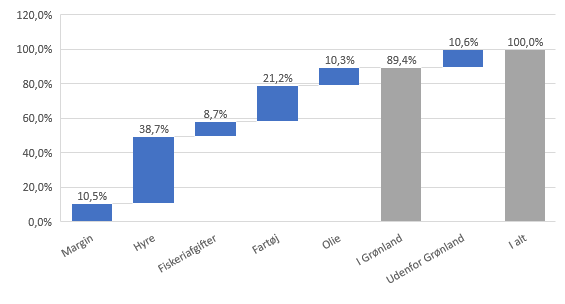 120,0%
100,0%
80,0%
60,0%
40,0%
20,0%
0,0%
10,5%
38,7%
8,7%
21,2%
10,3%
89,4%
10,6%
100,0%
Margin
Hyre
Fiskeriafgifter
Fartøj
Olie
I Grønland
Udenfor Grønland
I alt